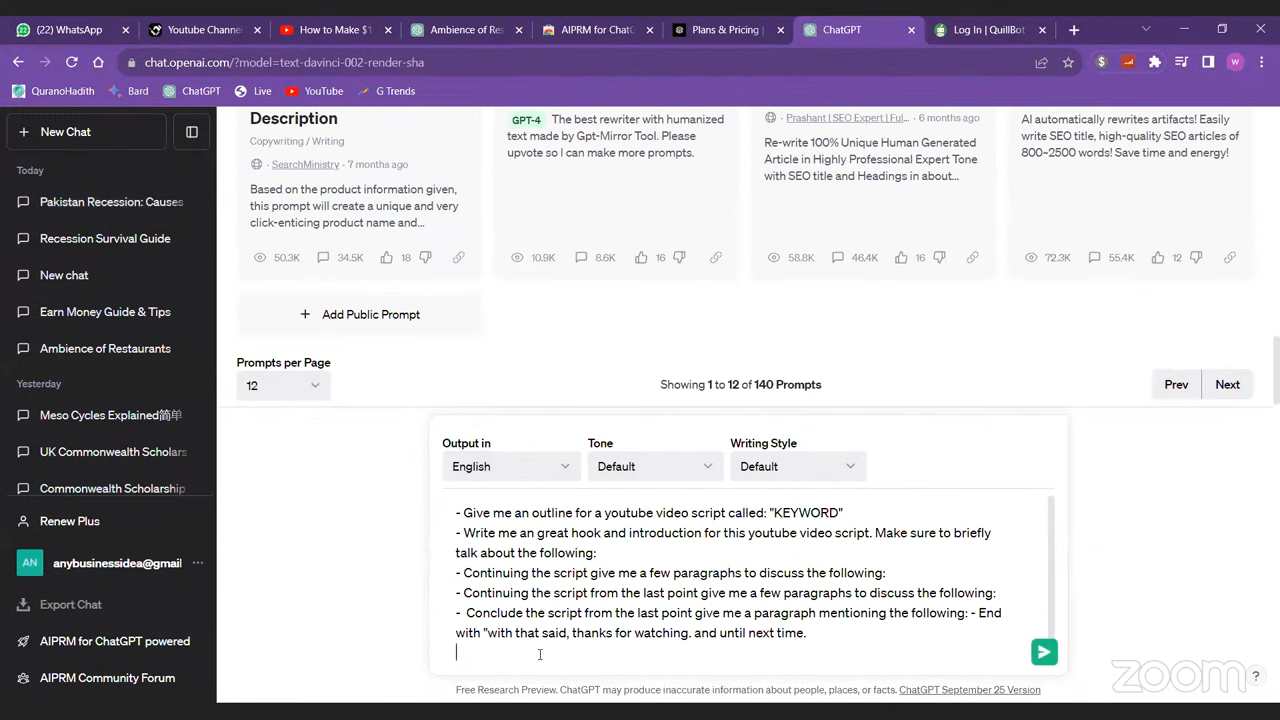 (22) WhatsApp
Youtube Channel
How to Make $1
Ambience of Res
AIPRM for ChatG
Plans & Pricing |
ChatGPT
Log In | QuillBot
chat.openai.com/?model=text-davinci-002-render-sha
w
QuranoHadith
Bard
ChatGPT
Live
YouTube
G Trends
New Chat
Today
Pakistan Recession: Causes
Recession Survival Guide
New chat
Earn Money Guide & Tips
Ambience of Restaurants
Yesterday
Meso Cycles Explained简单
UK Commonwealth Scholars
Commonwealth Scholarship
Renew Plus
AN
anybusinessidea@gmail
Export Chat
AIPRM for ChatGPT powered
AIPRM Community Forum
Description
Copywriting / Writing
SearchMinistry · 7 months ago
Based on the product information given,
this prompt will create a unique and very
click-enticing product name and...
50.3K
34.5K
18
GPT-4 The best rewriter with humanized
text made by Gpt-Mirror Tool. Please
upvote so I can make more prompts.
10.9K
8.6K
16
Prashant | SEO Expert | Ful... · 6 months ago
Re-write 100% Unique Human Generated
Article in Highly Professional Expert Tone
with SEO title and Headings in about...
58.8K
46.4K
16
AI automatically rewrites artifacts! Easily
write SEO title, high-quality SEO articles of
800~2500 words! Save time and energy!
72.3K
55.4K
12
+ Add Public Prompt
Prompts per Page
12
Showing 1 to 12 of 140 Prompts
Prev
Next
Output in
Tone
Writing Style
English
Default
Default
- Give me an outline for a youtube video script called: "KEYWORD"
- Write me an great hook and introduction for this youtube video script. Make sure to briefly
talk about the following:
- Continuing the script give me a few paragraphs to discuss the following:
- Continuing the script from the last point give me a few paragraphs to discuss the following:
- Conclude the script from the last point give me a paragraph mentioning the following: - End
with "with that said, thanks for watching. and until next time.
Free Research Preview. ChatGPT may produce inaccurate information about people, places, or facts. ChatGPT September 25 Version
zoom
?